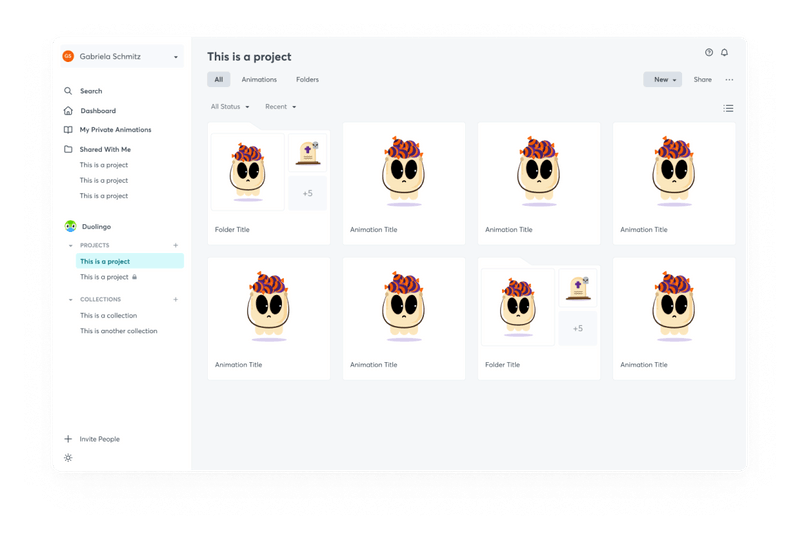 GS Gabriela Schmitz
Search
Dashboard
My Private Animations
Shared With Me
This is a project
This is a project
This is a project
Duolingo
PROJECTS
This is a project
This is a project
COLLECTIONS
This is a collection
This is another collection
Invite People
This is a project
All Animations Folders New Share
All Status Recent
+5
Folder Title Animation Title Animation Title Animation Title
+5
Animation Title Animation Title Folder Title Animation Title